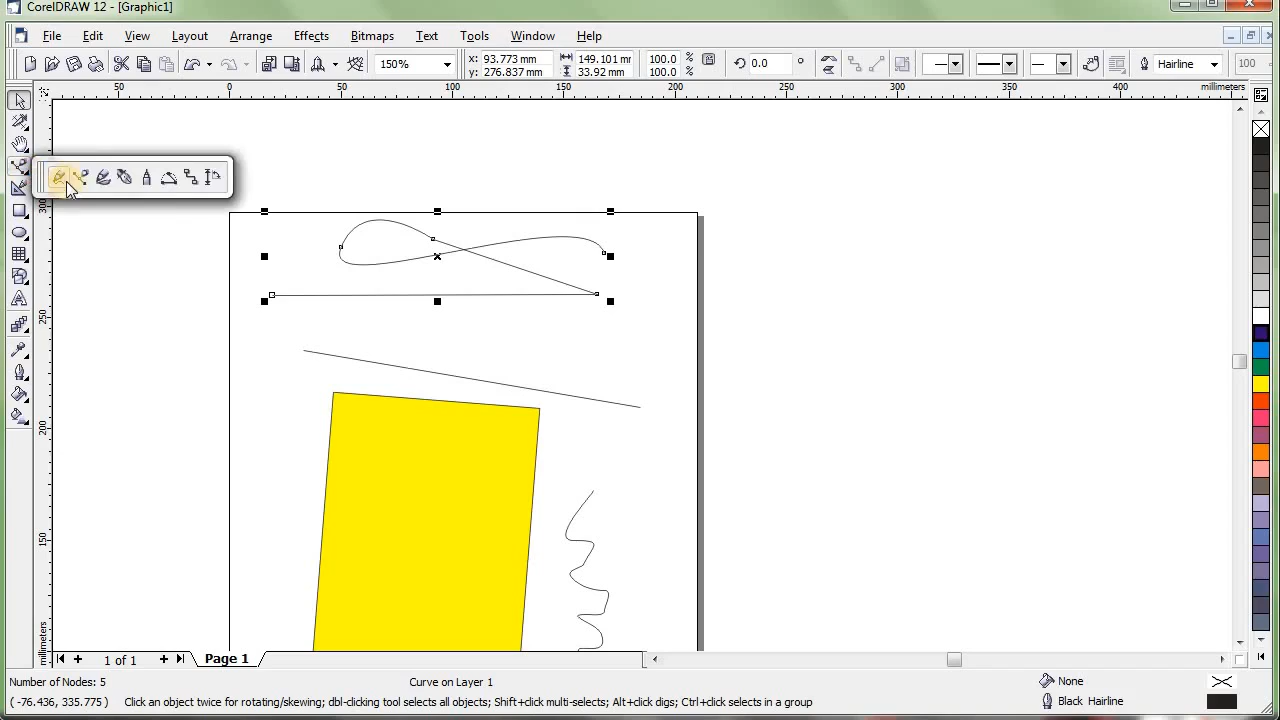 CorelDRAW 12 - [Graphic1]
File Edit View Layout Arrange Effects Bitmaps Text Tools Window Help
150% x: 93.773 mm y: 276.837 mm 149.101 mm 33.92 mm 100.0 100.0 % % 0.0 ° Hairline 100
50 0 50 100 150 200 250 300 350 400 millimeters
300
250
200
150
millimeters
1 of 1 Page 1
Number of Nodes: 5 Curve on Layer 1 None
(-76.436, 335.775) Click an object twice for rotating/skewing; dbl-clicking tool selects all objects; Shift+click multi-selects; Alt+click digs; Ctrl+click selects in a group Black Hairline